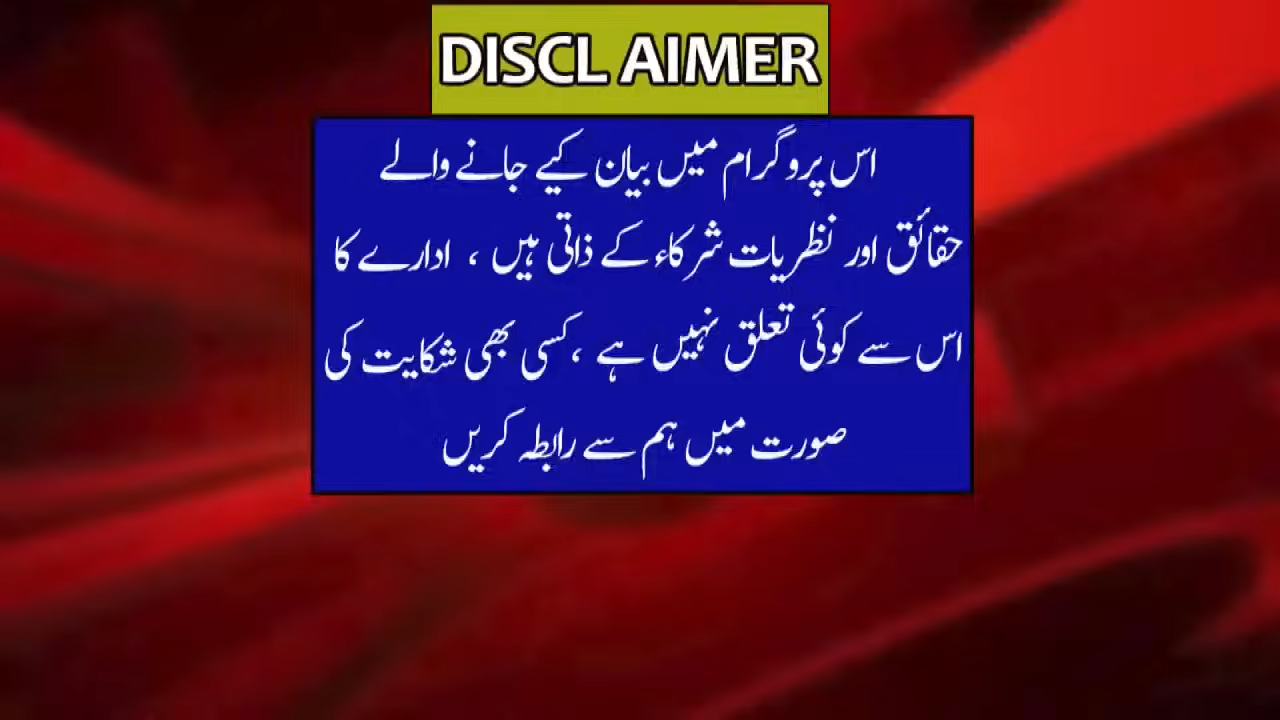 DISCL AIMER
اس پروگرام میں بیان کیے جانے والے
حقائق اور نظریات شرکاء کے ذاتی ہیں ، ادارے کا
اس سے کوئی تعلق نہیں ہے ،کسی بھی شکایت کی
صورت میں ہم سے رابطہ کریں